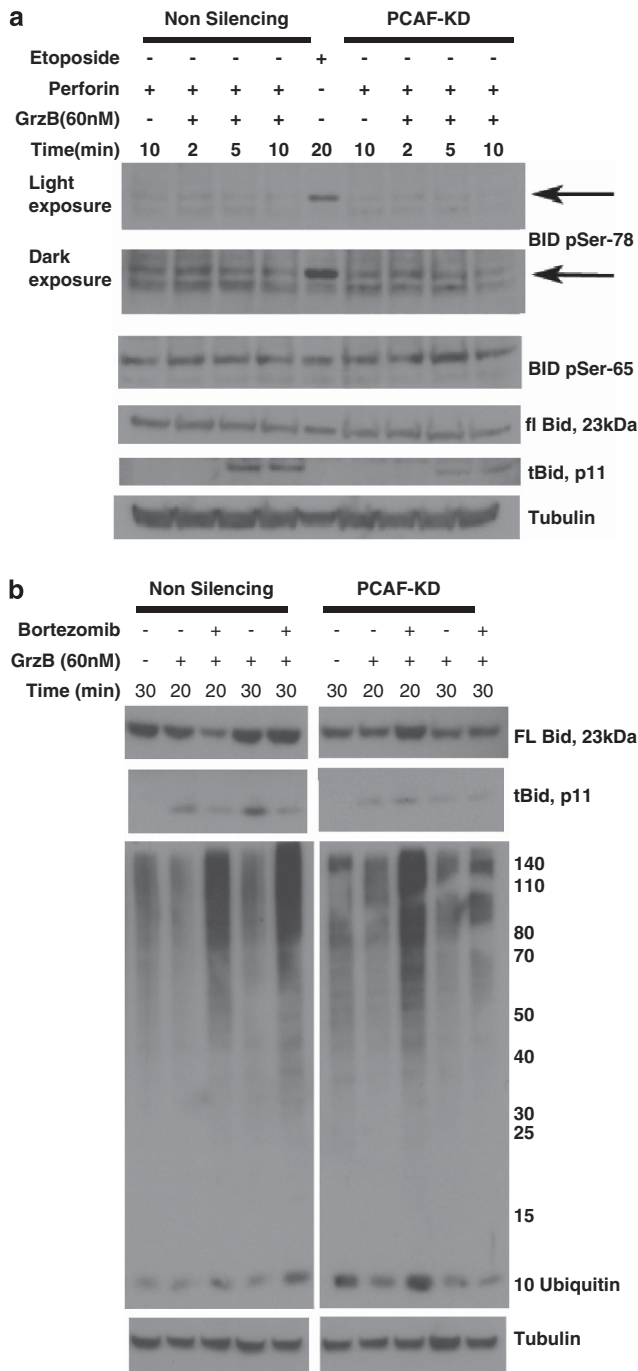 a
Non Silencing PCAF-KD
Etoposide - - - - + - - - -
Perforin + + + + - + + + +
GrzB(60nM) - + + + - - + + +
Time(min) 10 2 5 10 20 10 2 5 10
Light
exposure
BID pSer-78
Dark
exposure
BID pSer-65
fl Bid, 23kDa
tBid, p11
Tubulin
b
Non Silencing PCAF-KD
Bortezomib - - + - + - - + - +
GrzB (60nM) - + + + + - + + + +
Time (min) 30 20 20 30 30 30 20 20 30 30
FL Bid, 23kDa
tBid, p11
140
110
80
70
50
40
30
25
15
10 Ubiquitin
Tubulin